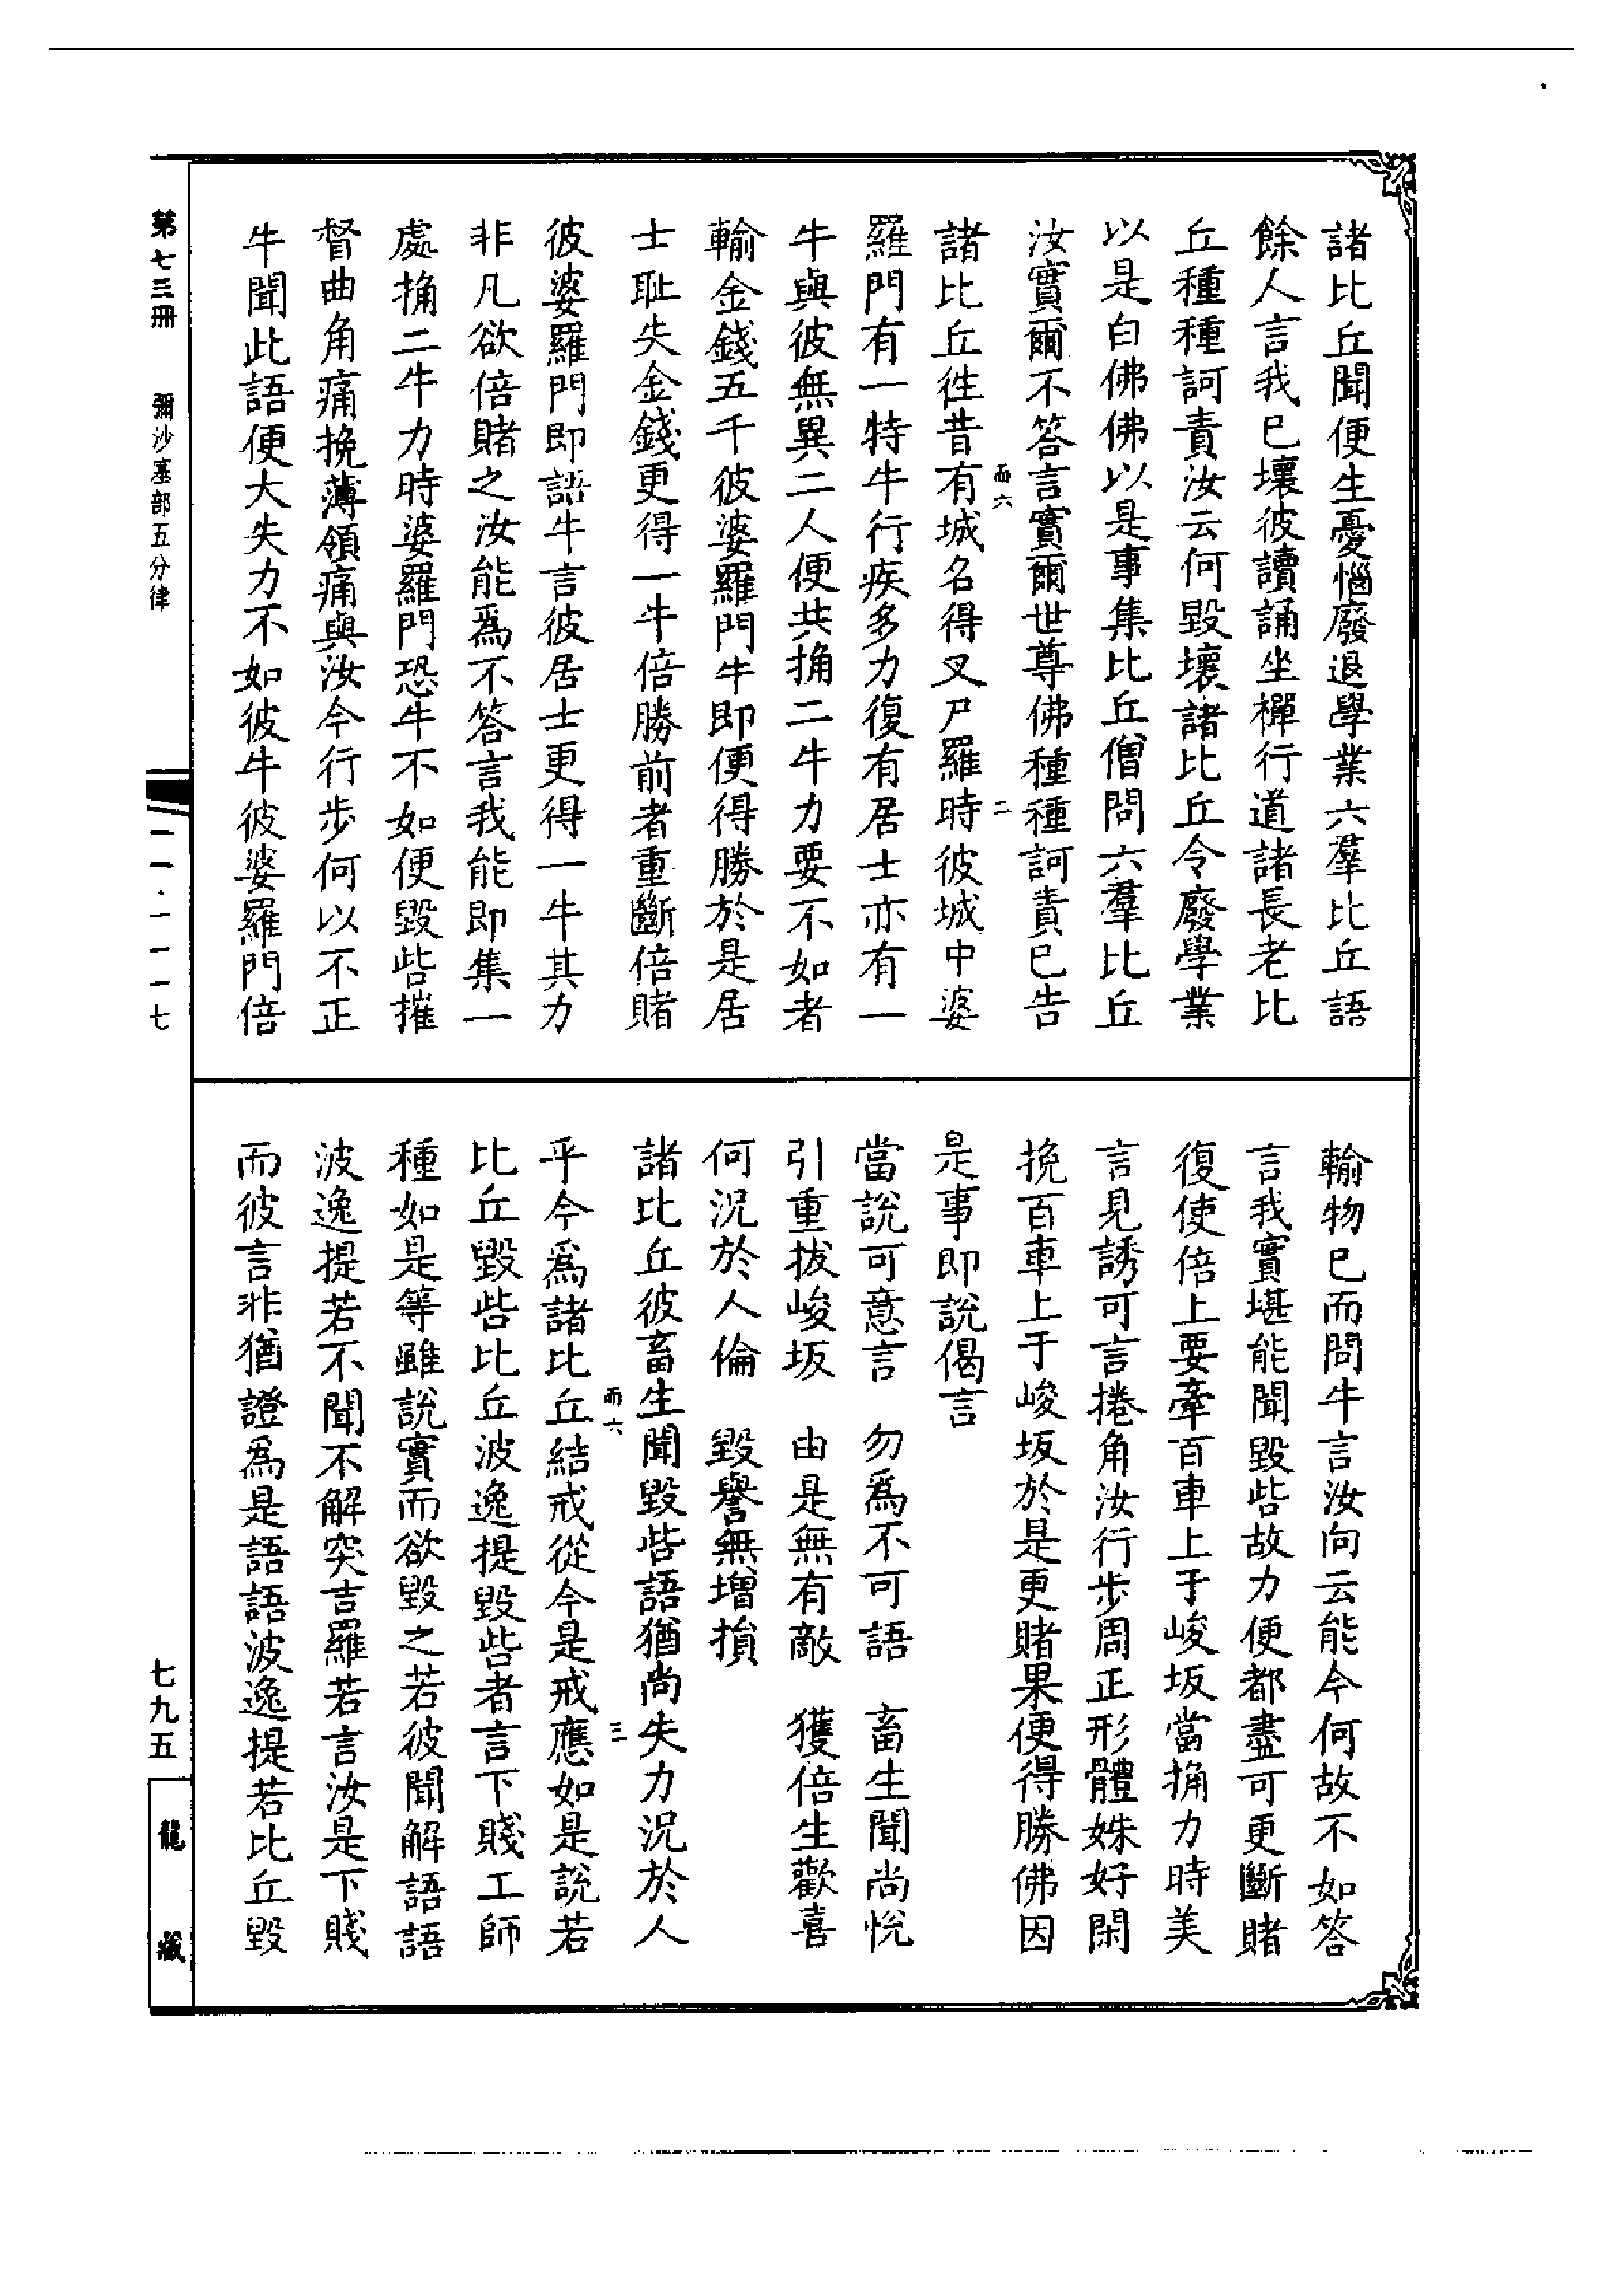 諸比丘聞便生憂惱廢退學業六羣比丘語
餘人言我已壞彼讀誦坐禪行道諸長老比
丘種種訶責汝云何毀壞諸比丘令廢學業
以是白佛佛以是事集比丘僧問六羣比丘
汝實爾不答言實爾世尊佛種種訶責已告
諸比丘徃昔有城名得叉尸羅時彼城中婆
而六
二
羅門有一特牛行疾多力復有居士亦有一
牛與彼無異二人便共捔二牛力要不如者
輸金錢五千彼婆羅門牛即便得勝於是居
士恥失金錢更得一牛倍勝前者重斷倍賭
彼婆羅門即語牛言彼居士更得一牛其力
非凡欲倍賭之汝能為不答言我能即集一
處捔二牛力時婆羅門恐牛不如便毀呰摧
督曲角痛挽薄領痛與汝今行步何以不正
牛聞此語便大失力不如彼牛彼婆羅門倍
輸物已而問牛言汝向云能今何故不如答
言我實堪能聞毀呰故力便都盡可更斷賭
復使倍上要牽百車上于峻坂當捔力時美
言見誘可言捲角汝行步周正形體姝好閑
挽百車上于峻坂於是更賭果便得勝佛因
是事即說偈言
當說可意言　勿為不可語　畜生聞尚悅
引重拔峻坂　由是無有敵　獲倍生歡喜
何況於人倫　毀譽無增損
諸比丘彼畜生聞毀呰語猶尚失力況於人
乎今為諸比丘結戒從今是戒應如是說若
而六
三
比丘毀呰比丘波逸提毀呰者言下賤工師
種如是等雖說實而欲毀之若彼聞解語語
波逸提若不聞不解突吉羅若言汝是下賤
而彼言非猶證為是語語波逸提若比丘毀
第七三冊　彌沙塞部五分律
一一·一一一七
七九五
龍藏